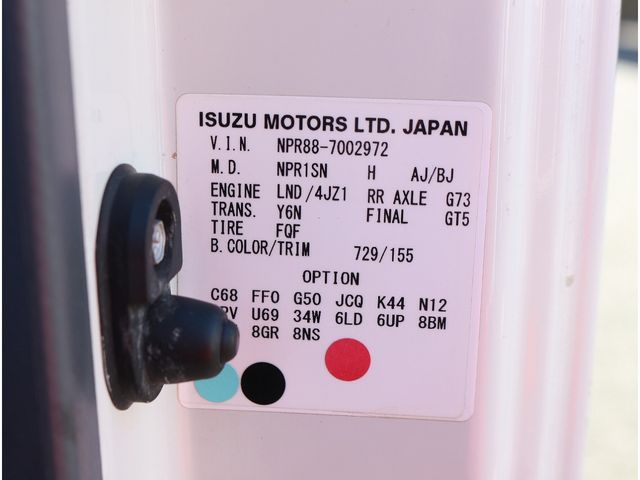 ISUZU MOTORS LTD. JAPAN
V.I.N. NPR88-7002972
M.D. NPR1SN H AJ/BJ
ENGINE LND/4JZ1 RR AXLE G73
TRANS. Y6N FINAL GT5
TIRE FQF
B.COLOR/TRIM 729/155
OPTION
C68 FF0 G50 JCQ K44 N12
U69 34W 6LD 6UP 8BM
8GR 8NS